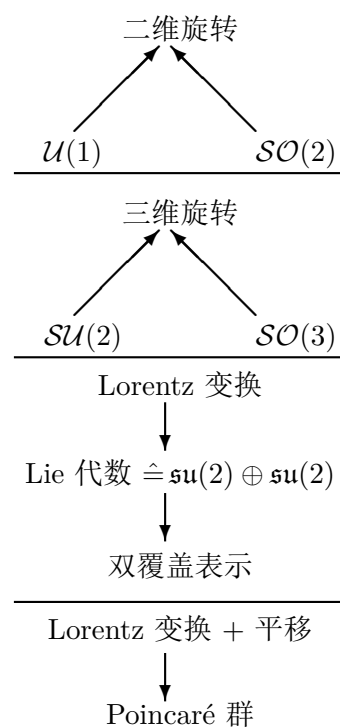 二维旋转
𝒰(1) 𝒮𝒪(2)
三维旋转
𝒮𝒰(2) 𝒮𝒪(3)
Lorentz 变换
Lie 代数 ≙ 𝔰𝔲(2) ⊕ 𝔰𝔲(2)
双覆盖表示
Lorentz 变换 + 平移
Poincaré 群